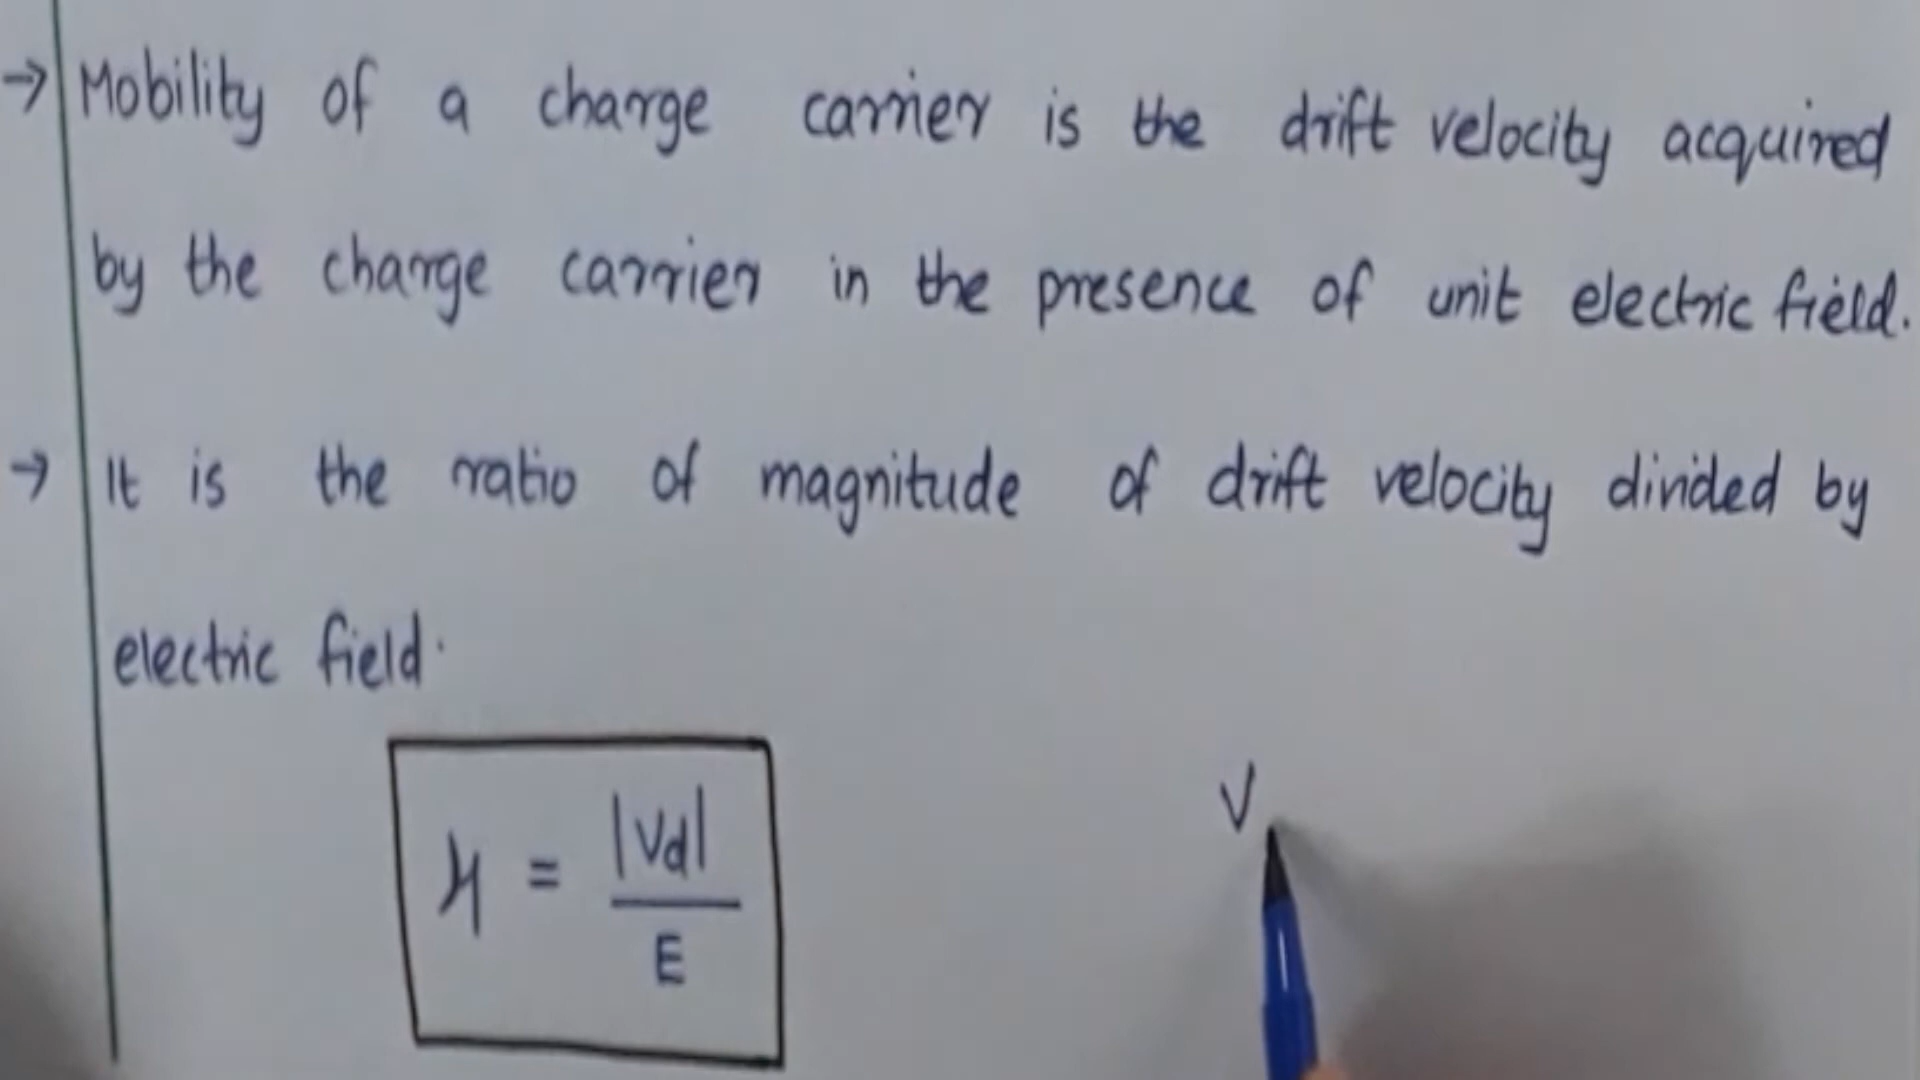 → Mobility of a charge carrier is the drift velocity acquired
by the charge carrier in the presence of unit electric field.
→ It is the ratio of magnitude of drift velocity divided by
electric field.
μ = |Vd| / E
V